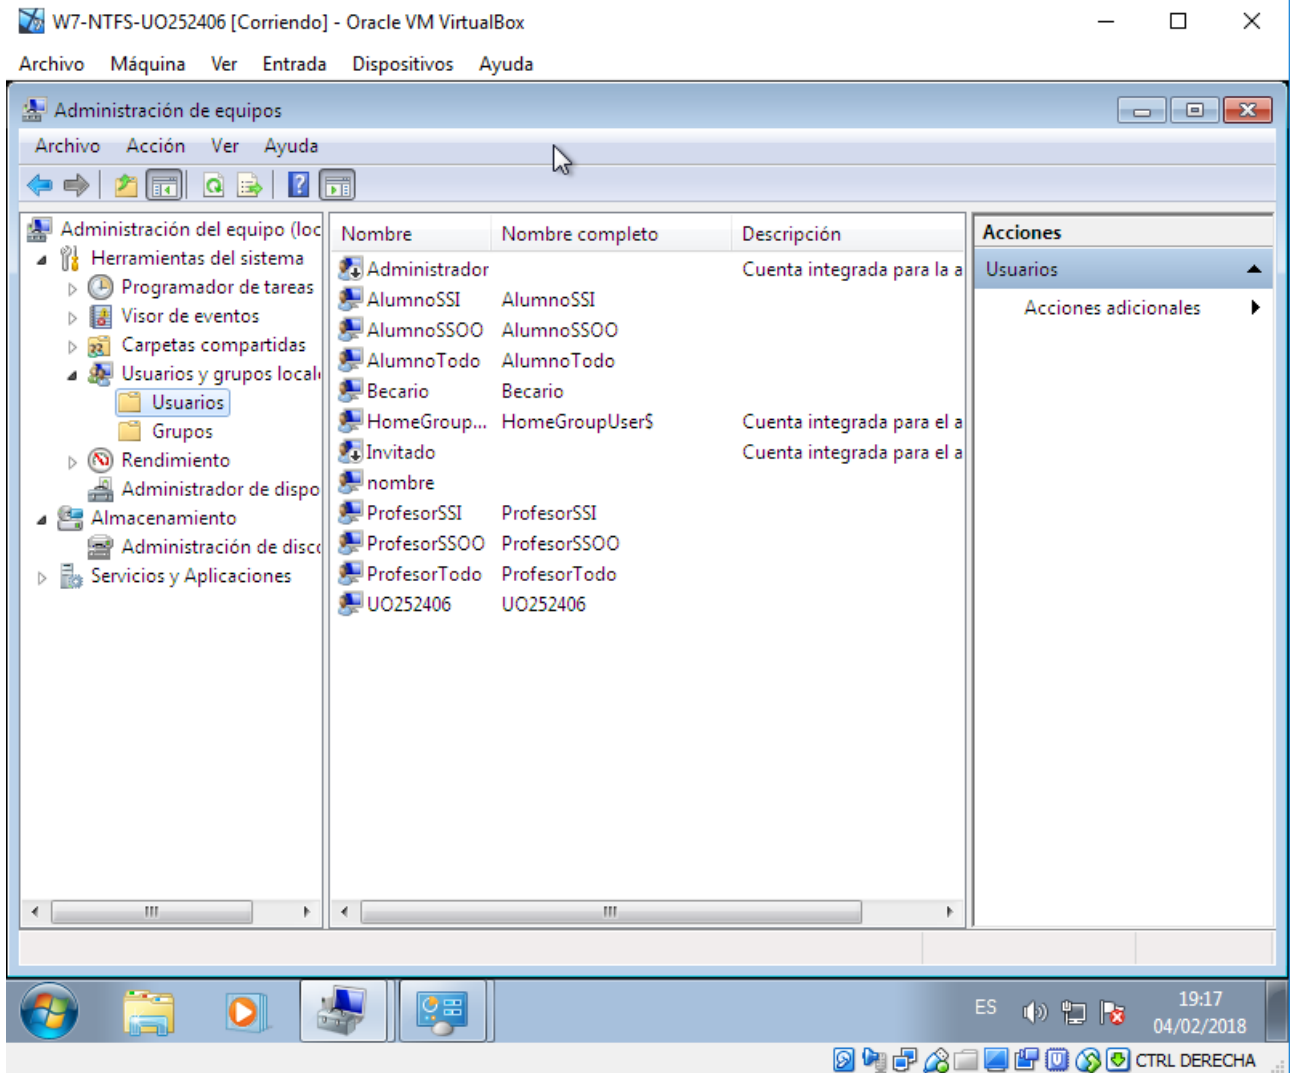 W7-NTFS-UO252406 [Corriendo] - Oracle VM VirtualBox
Archivo Máquina Ver Entrada Dispositivos Ayuda
Administración de equipos
Archivo Acción Ver Ayuda
Administración del equipo (loc
Herramientas del sistema
Programador de tareas
Visor de eventos
Carpetas compartidas
Usuarios y grupos local
Usuarios
Grupos
Rendimiento
Administrador de dispo
Almacenamiento
Administración de disc
Servicios y Aplicaciones
Nombre Nombre completo Descripción
Administrador Cuenta integrada para la a
AlumnoSSI AlumnoSSI
AlumnoSSOO AlumnoSSOO
AlumnoTodo AlumnoTodo
Becario Becario
HomeGroup... HomeGroupUser$ Cuenta integrada para el a
Invitado Cuenta integrada para el a
nombre
ProfesorSSI ProfesorSSI
ProfesorSSOO ProfesorSSOO
ProfesorTodo ProfesorTodo
UO252406 UO252406
Acciones
Usuarios
Acciones adicionales
ES
19:17
04/02/2018
CTRL DERECHA